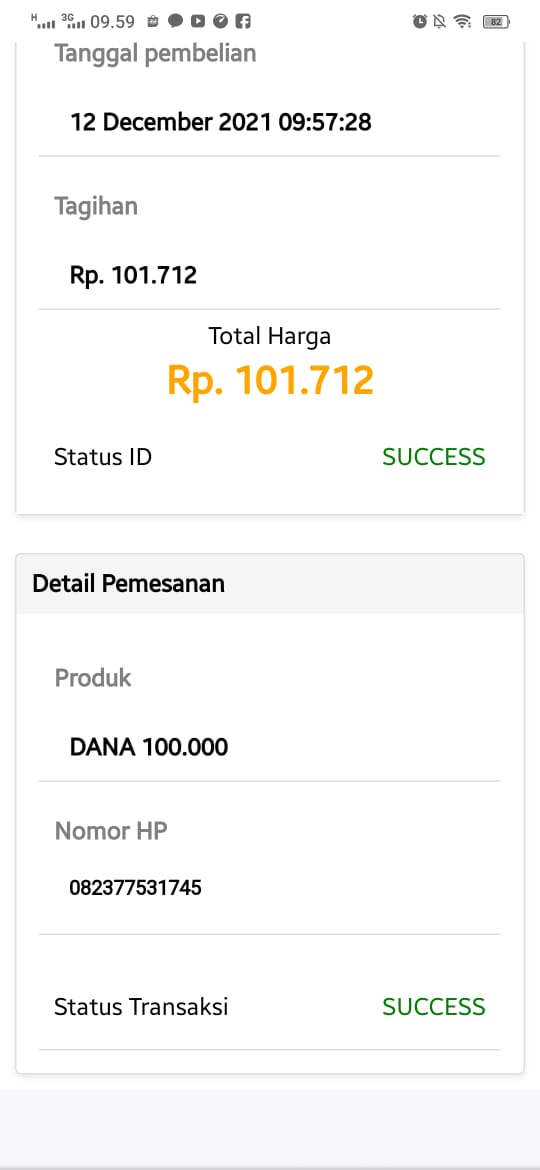 H 3G 09.59 82
Tanggal pembelian
12 December 2021 09:57:28
Tagihan
Rp. 101.712
Total Harga
Rp. 101.712
Status ID SUCCESS
Detail Pemesanan
Produk
DANA 100.000
Nomor HP
082377531745
Status Transaksi SUCCESS